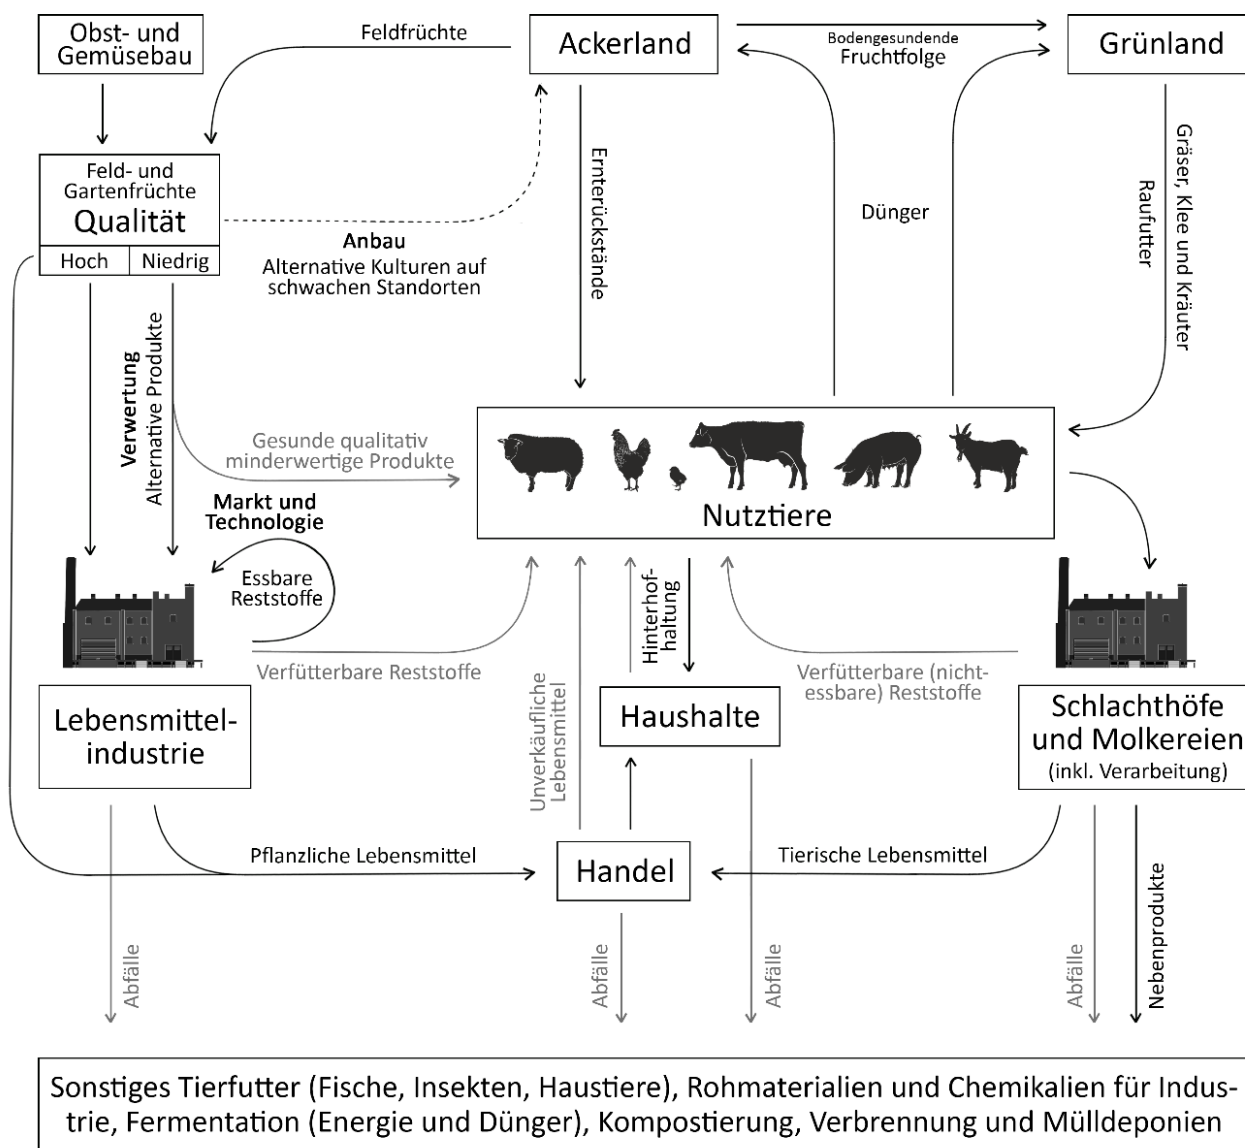 Obst- und
Gemüsebau
Feldfrüchte
Ackerland
Bodengesundende
Fruchtfolge
Grünland
Feld- und
Gartenfrüchte
Qualität
Hoch
Niedrig
Anbau
Alternative Kulturen auf
schwachen Standorten
Ernterückstände
Dünger
Gräser, Klee und Kräuter
Raufutter
Verwertung
Alternative Produkte
Gesunde qualitativ
minderwertige Produkte
Nutztiere
Markt und
Technologie
Essbare
Reststoffe
Verfütterbare Reststoffe
Unverkäufliche
Lebensmittel
Hinterhof-
haltung
Verfütterbare (nicht-
essbare) Reststoffe
Lebensmittel-
industrie
Haushalte
Schlachthöfe
und Molkereien
(inkl. Verarbeitung)
Pflanzliche Lebensmittel
Handel
Tierische Lebensmittel
Abfälle
Abfälle
Abfälle
Abfälle
Nebenprodukte
Sonstiges Tierfutter (Fische, Insekten, Haustiere), Rohmaterialien und Chemikalien für Indus-
trie, Fermentation (Energie und Dünger), Kompostierung, Verbrennung und Mülldeponien